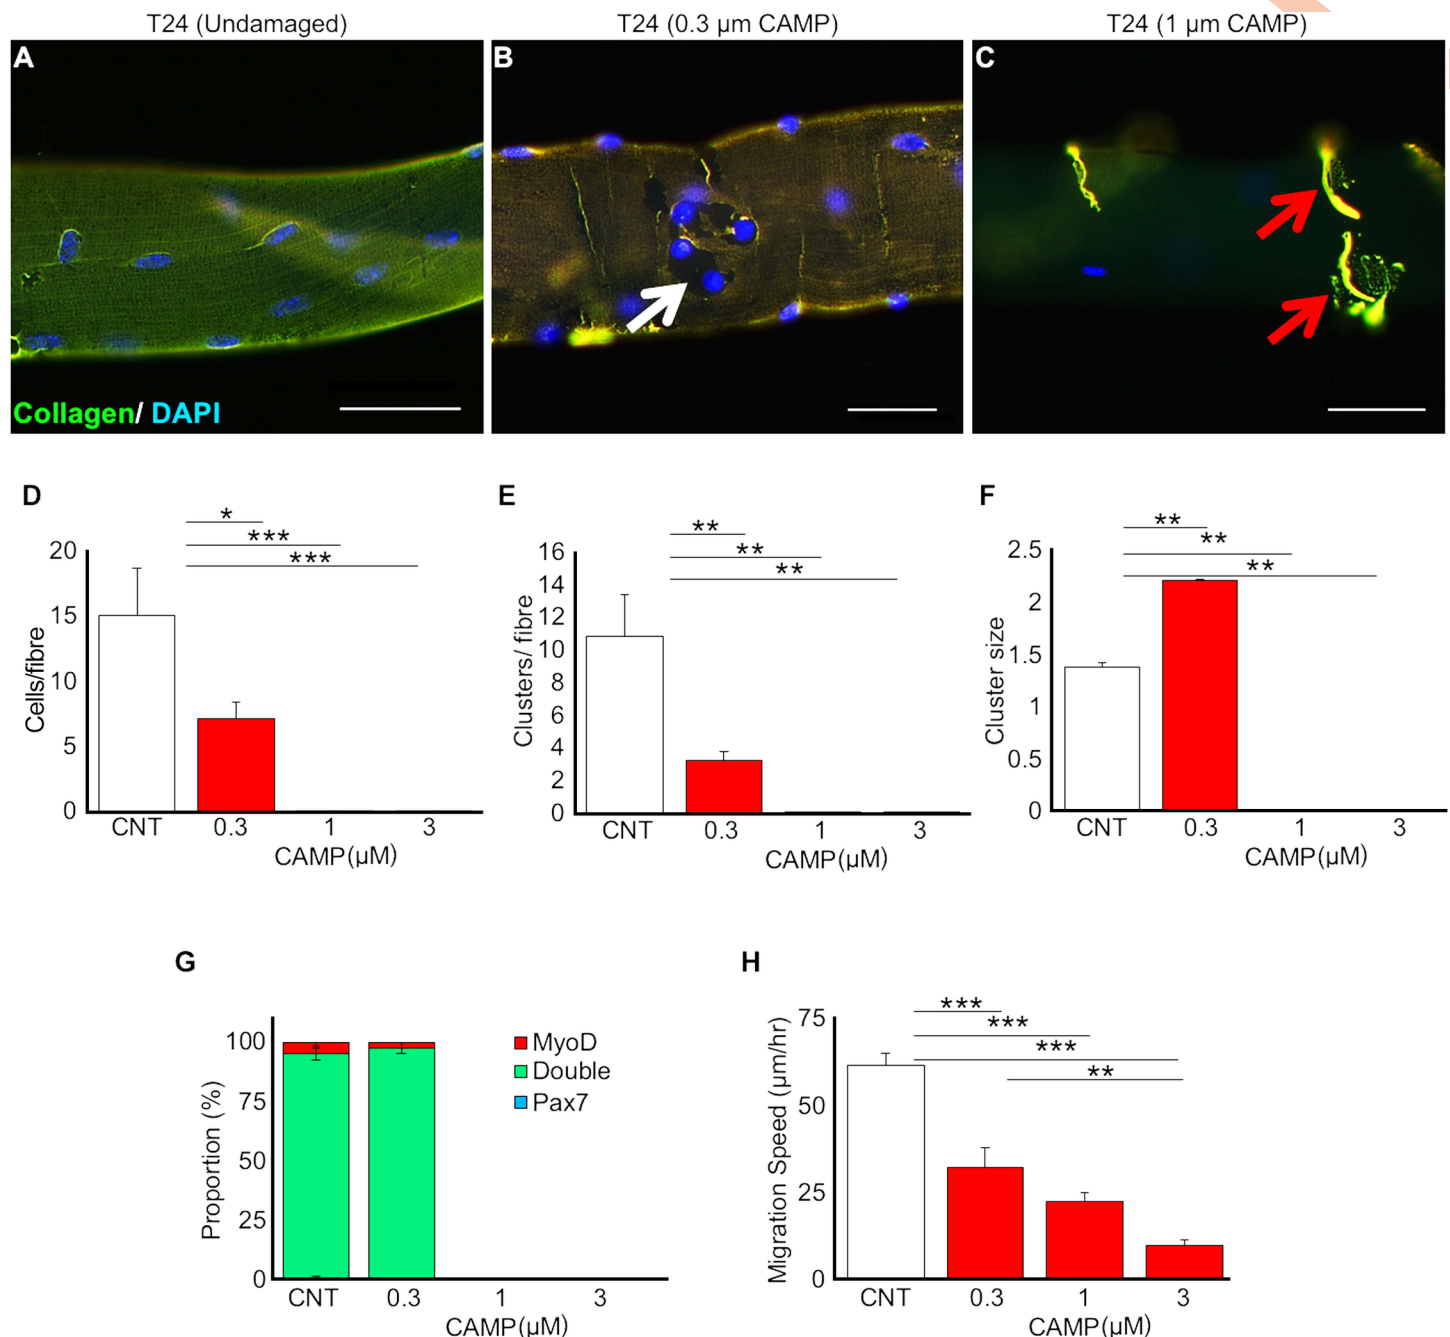 T24 (Undamaged)
T24 (0.3 µm CAMP)
T24 (1 µm CAMP)
A
B
C
Collagen/ DAPI
D
*
***
***
Cells/fibre
20
15
10
5
0
CNT
0.3
1
3
CAMP(µM)
E
**
**
**
Clusters/ fibre
16
14
12
10
8
6
4
2
0
CNT
0.3
1
3
CAMP(µM)
F
**
**
**
Cluster size
2.5
2
1.5
1
0.5
0
CNT
0.3
1
3
CAMP(µM)
G
Proportion (%)
100
75
50
25
0
MyoD
Double
Pax7
CNT
0.3
1
3
CAMP(µM)
H
***
***
***
**
Migration Speed (µm/hr)
75
50
25
0
CNT
0.3
1
3
CAMP(µM)